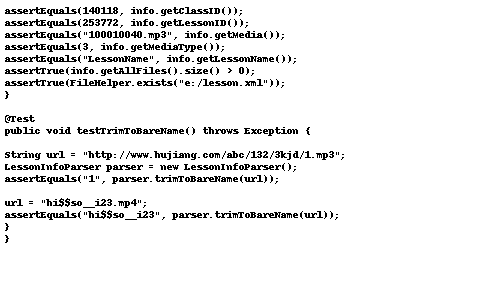 assertEquals(140118, info.getClassID());
assertEquals(253772, info.getLessonID());
assertEquals("100010040.mp3", info.getMedia());
assertEquals(3, info.getMediaType());
assertEquals("LessonName", info.getLessonName());
assertTrue(info.getAllFiles().size() > 0);
assertTrue(FileHelper.exists("e:/lesson.xml"));
}
@Test
public void testTrimToBareName() throws Exception {
String url = "http://www.hujiang.com/abc/132/3kjd/1.mp3";
LessonInfoParser parser = new LessonInfoParser();
assertEquals("1", parser.trimToBareName(url));
url = "hi$$so__i23.mp4";
assertEquals("hi$$so__i23", parser.trimToBareName(url));
}
}